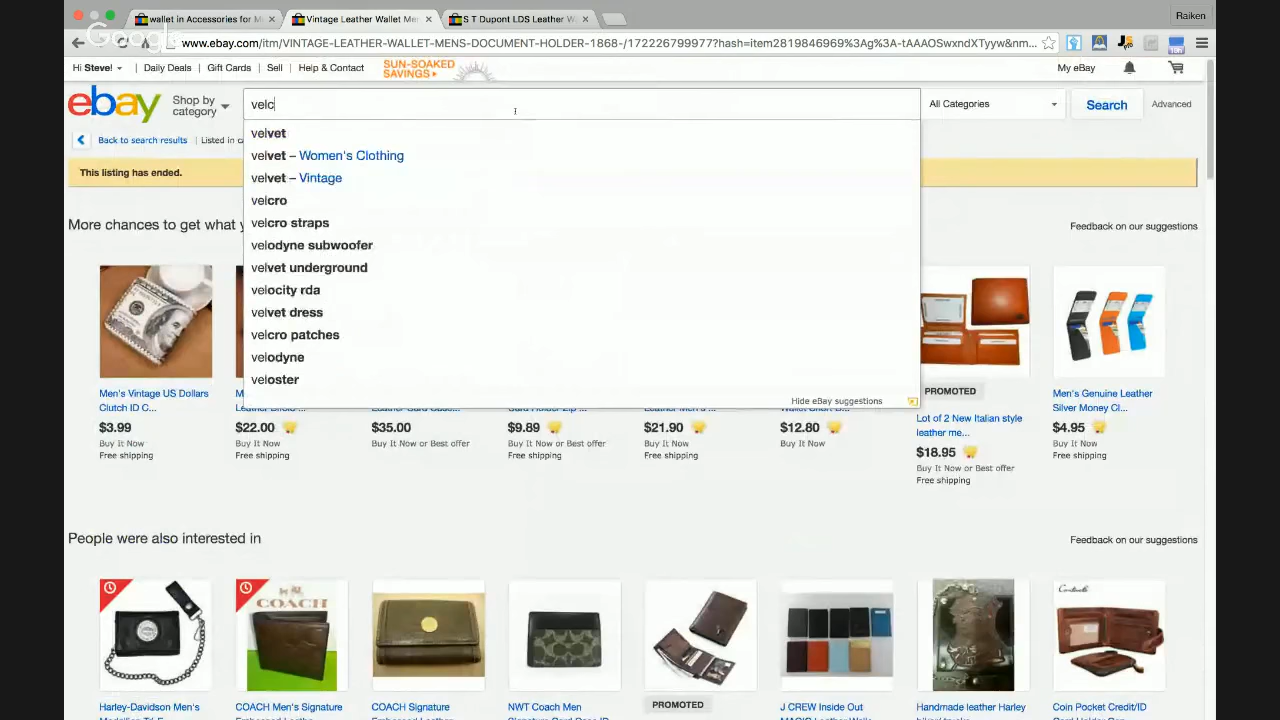 wallet in Accessories for Me
Vintage Leather Wallet Men
S T Dupont LDS Leather W
Raiken
Google
www.ebay.com/itm/VINTAGE-LEATHER-WALLET-MENS-DOCUMENT-HOLDER-1868-/172226799977?hash=item2819846969%3Ag%3A-tAAAOSwxndXTyyw&nm...
Hi Steve!
Daily Deals
Gift Cards
Sell
Help & Contact
SUN-SOAKED
SAVINGS
My eBay
ebay
Shop by
category
velc
All Categories
Search
Advanced
Back to search results
Listed in ca
This listing has ended.
velvet
velvet – Women's Clothing
velvet – Vintage
velcro
velcro straps
velodyne subwoofer
velvet underground
velocity rda
velvet dress
velcro patches
velodyne
veloster
Hide eBay suggestions
More chances to get what y
Feedback on our suggestions
Men's Vintage US Dollars
Clutch ID C...
$3.99
Buy It Now
Free shipping
$22.00
Buy It Now
Free shipping
$35.00
Buy It Now or Best offer
$9.89
Buy It Now or Best offer
Free shipping
$21.90
Buy It Now
Free shipping
$12.80
Buy It Now
PROMOTED
Lot of 2 New Italian style
leather me...
$18.95
Buy It Now or Best offer
Free shipping
Men's Genuine Leather
Silver Money Cl...
$4.95
Buy It Now
Free shipping
People were also interested in
Feedback on our suggestions
COACH
Harley-Davidson Men's
COACH Men's Signature
COACH Signature
NWT Coach Men
PROMOTED
J CREW Inside Out
Handmade leather Harley
Coin Pocket Credit/ID